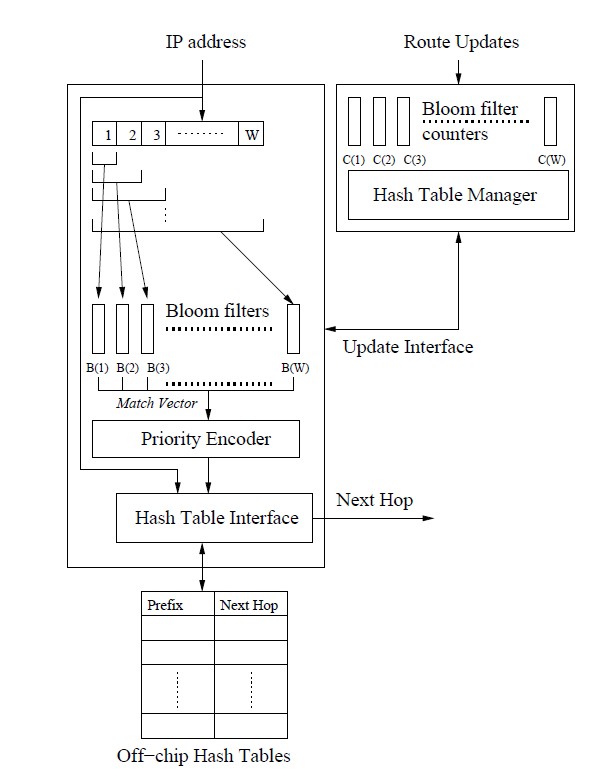 IP address
Route Updates
1 2 3 W
Bloom filter
counters
C(1) C(2) C(3) C(W)
Hash Table Manager
Bloom filters
Update Interface
B(1) B(2) B(3) B(W)
Match Vector
Priority Encoder
Next Hop
Hash Table Interface
Prefix Next Hop
Off−chip Hash Tables